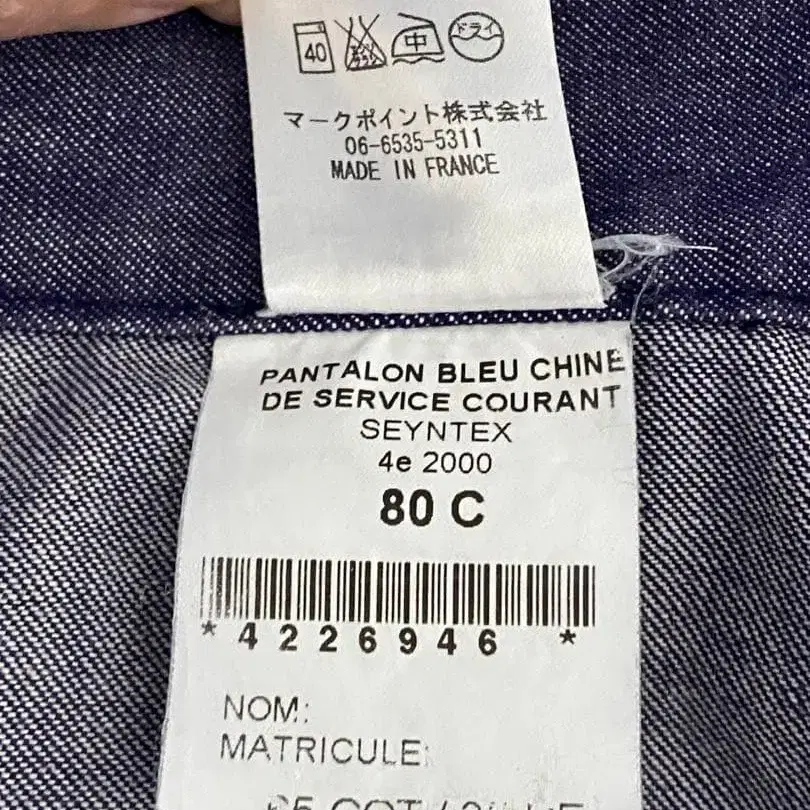 40
中
ドライ
マークポイント株式会社
06-6535-5311
MADE IN FRANCE
PANTALON BLEU CHINE
DE SERVICE COURANT
SEYNTEX
4e 2000
80 C
*4226946 *
NOM:
MATRICULE: